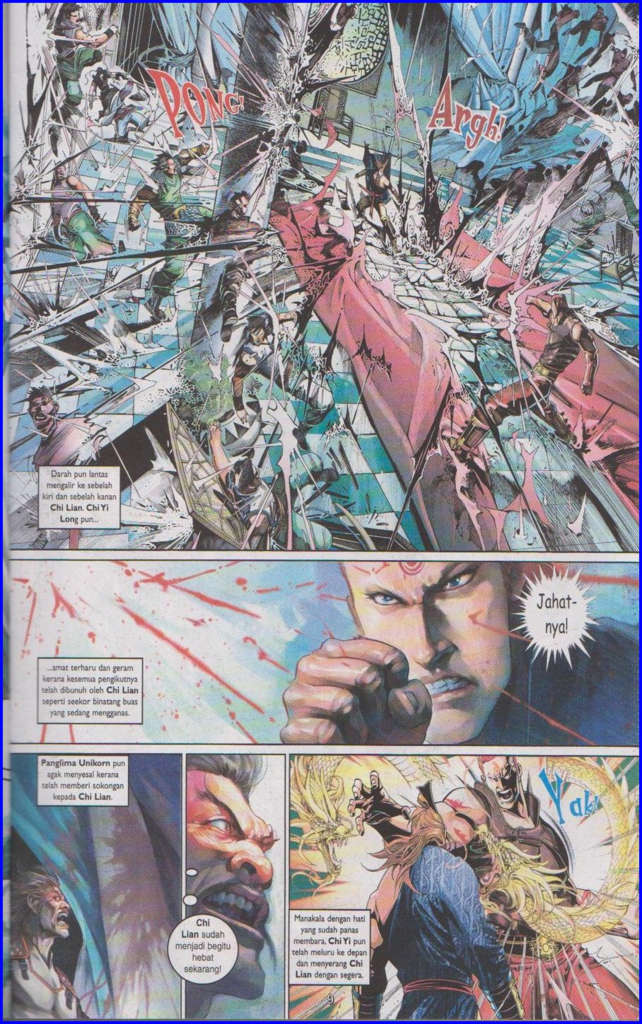 PONG!
Argh!
Darah pun lantas
mengalir ke sebelah
kiri dan sebelah kanan
Chi Lian. Chi Yi
Long pun...
Jahat-
nya!
...amat terharu dan geram
kerana kesemua pengikutnya
telah dibunuh oleh Chi Lian
seperti seekor binatang buas
yang sedang mengganas.
Panglima Unikorn pun
agak menyesal kerana
telah memberi sokongan
kepada Chi Lian.
Chi
Lian sudah
menjadi begitu
hebat
sekarang!
Yak!
Manakala dengan hati
yang sudah panas
membara, Chi Yi pun
telah meluru ke depan
dan menyerang Chi
Lian dengan segera.
9